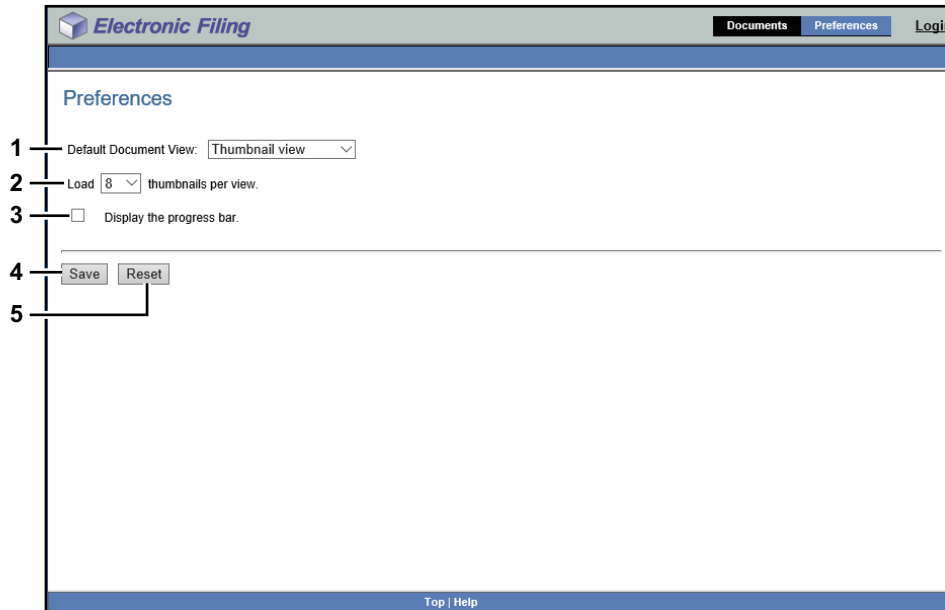 Electronic Filing Documents Preferences Logi
Preferences
1 Default Document View: Thumbnail view
2 Load 8 thumbnails per view.
3 Display the progress bar.
4 Save Reset
5
Top | Help